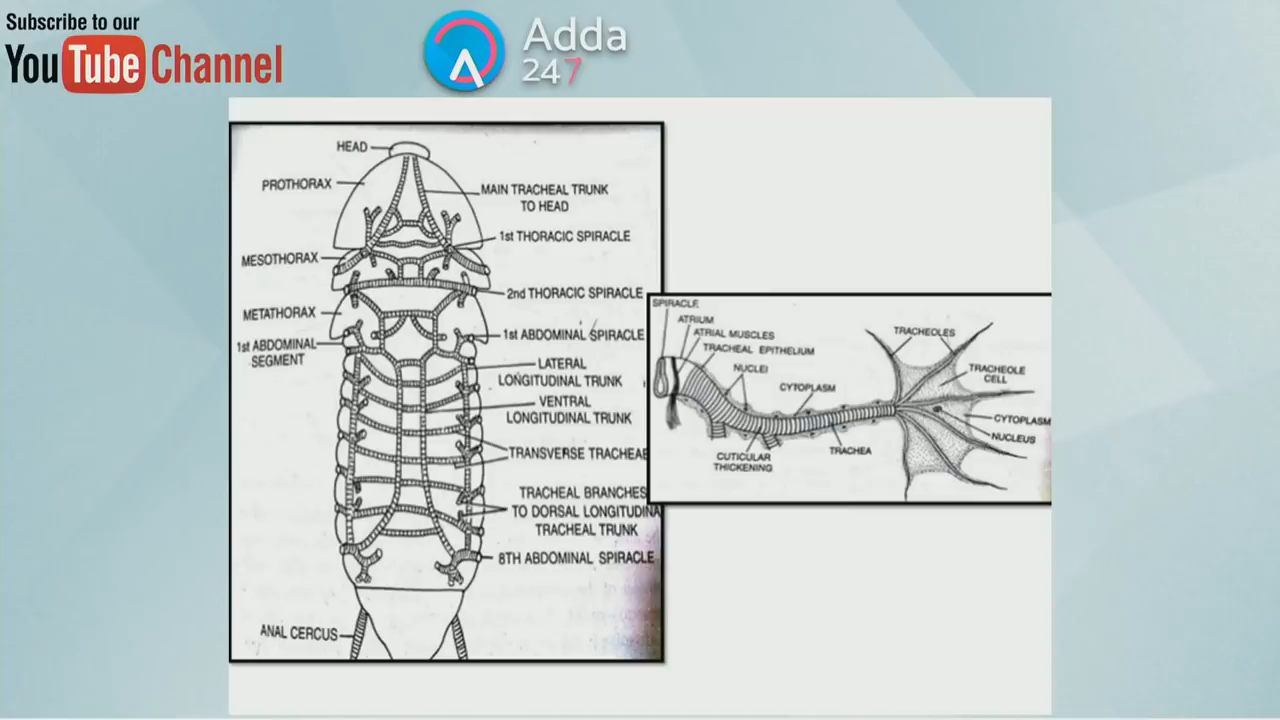 Subscribe to our
YouTube Channel
Adda
247
HEAD
PROTHORAX
MAIN TRACHEAL TRUNK
TO HEAD
1st THORACIC SPIRACLE
MESOTHORAX
2nd THORACIC SPIRACLE
METATHORAX
1st ABDOMINAL
SEGMENT
1st ABDOMINAL SPIRACLE
LATERAL
LONGITUDINAL TRUNK
VENTRAL
LONGITUDINAL TRUNK
TRANSVERSE TRACHEAE
TRACHEAL BRANCHES
TO DORSAL LONGITUDINA
TRACHEAL TRUNK
8TH ABDOMINAL SPIRACLE
ANAL CERCUS
SPIRACLE
ATRIUM
ATRIAL MUSCLES
TRACHEAL EPITHELIUM
NUCLEI
CYTOPLASM
TRACHEOLES
TRACHEOLE
CELL
CYTOPLASM
NUCLEUS
TRACHEA
CUTICULAR
THICKENING